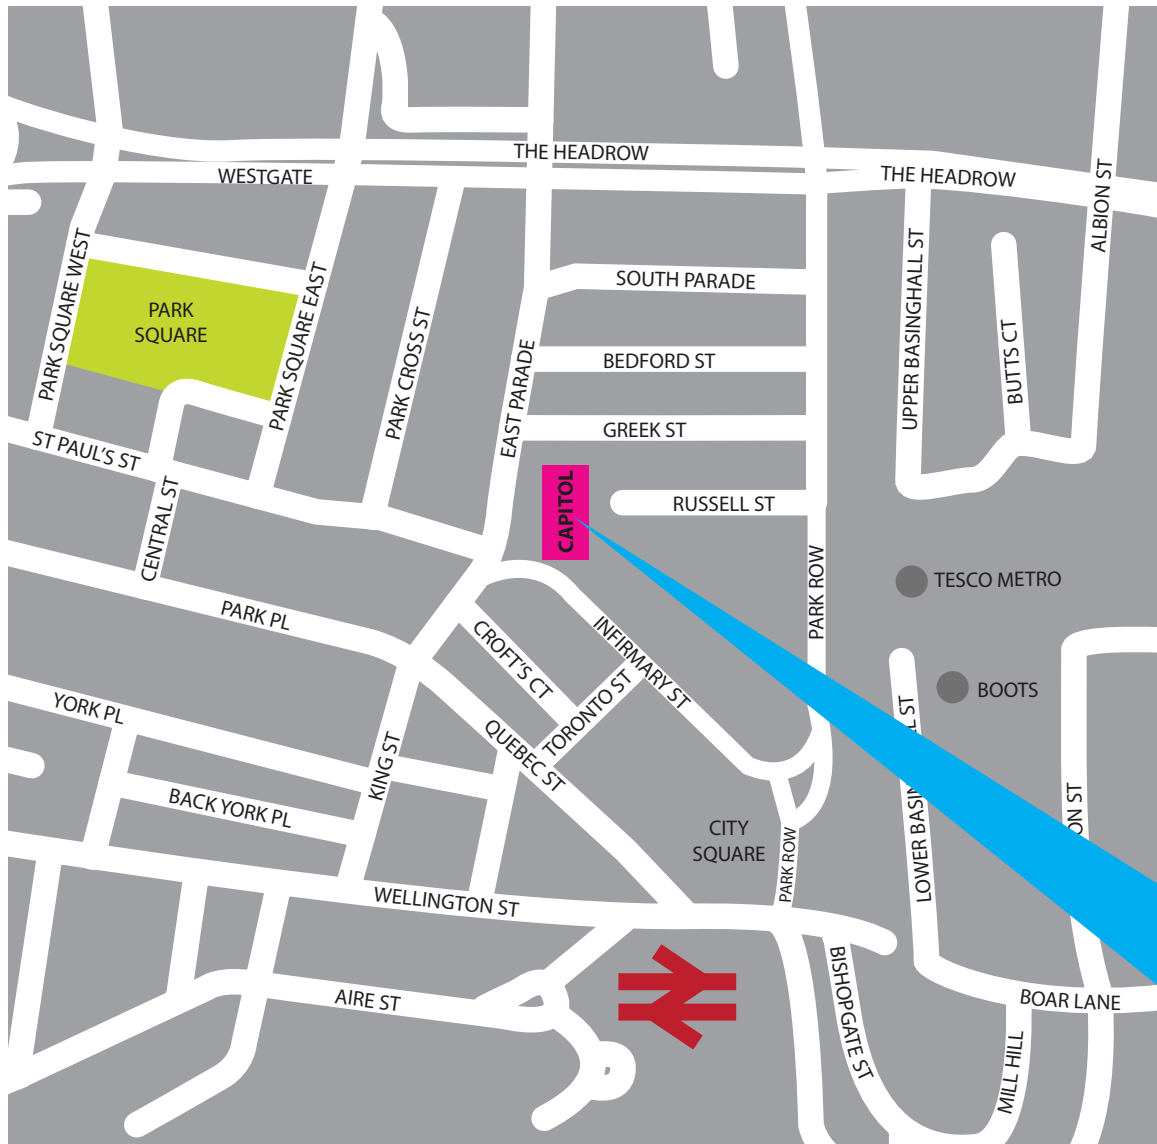 THE HEADROW
WESTGATE
THE HEADROW
ALBION ST
PARK SQUARE WEST
PARK
SQUARE
PARK SQUARE EAST
PARK CROSS ST
SOUTH PARADE
UPPER BASINGHALL ST
BUTTS CT
EAST PARADE
BEDFORD ST
GREEK ST
ST PAUL'S ST
CENTRAL ST
CAPITOL
RUSSELL ST
PARK ROW
TESCO METRO
PARK PL
CROFT'S CT
INFIRMARY ST
TORONTO ST
BOOTS
YORK PL
KING ST
QUEBEC ST
BACK YORK PL
CITY
SQUARE
PARK ROW
LOWER
ST
ST
WELLINGTON ST
AIRE ST
BISHOPGATE ST
BOAR LANE
MILL HILL